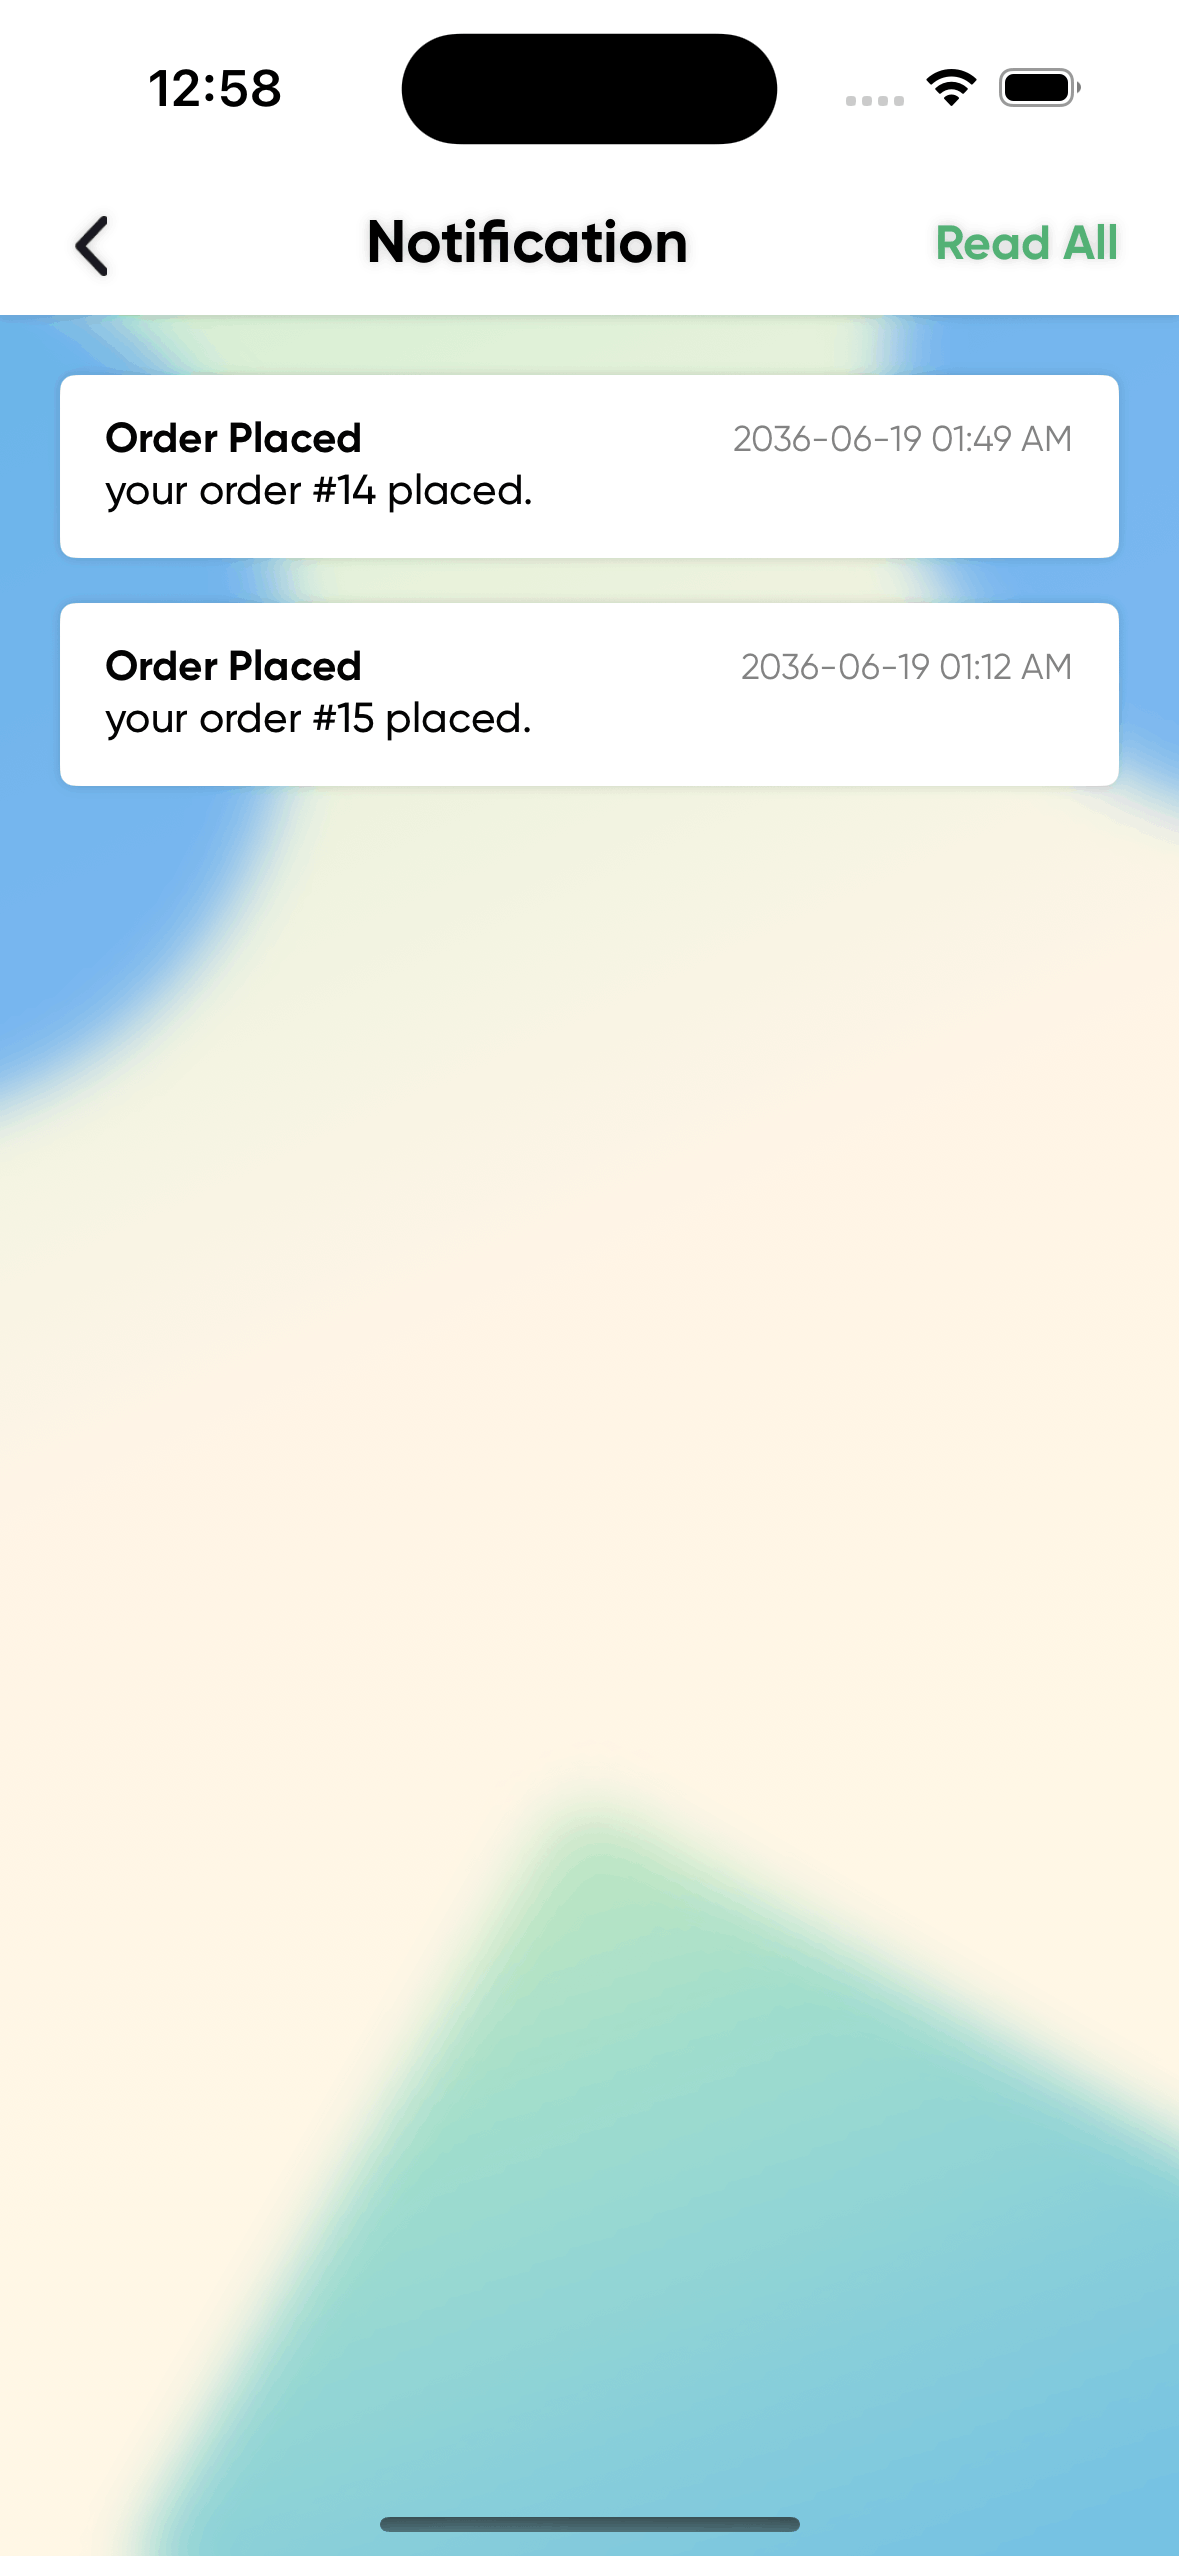 12:58
Notification
Read All
Order Placed
2036-06-19 01:49 AM
your order #14 placed.
Order Placed
2036-06-19 01:12 AM
your order #15 placed.